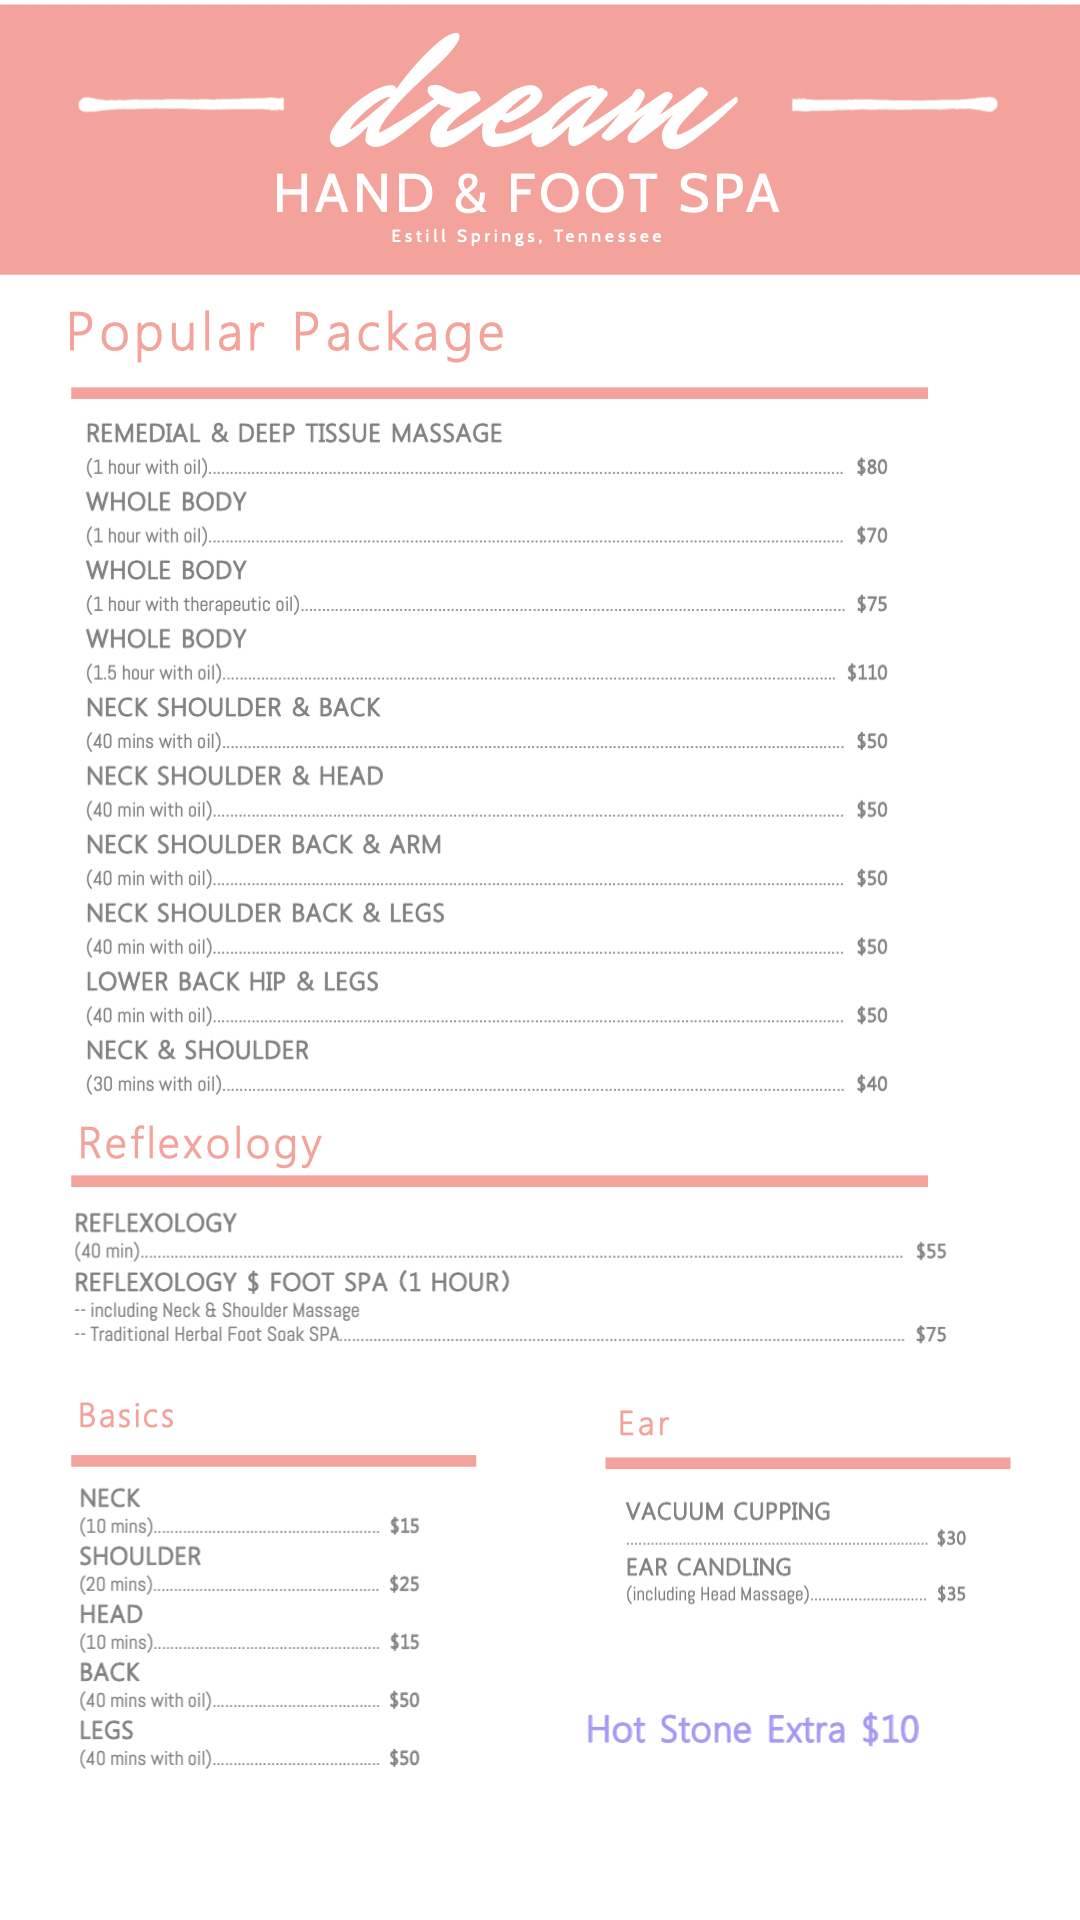 dream
HAND & FOOT SPA
Estill Springs, Tennessee
Popular Package
REMEDIAL & DEEP TISSUE MASSAGE
(1 hour with oil)........ $80
WHOLE BODY
(1 hour with oil)........ $70
WHOLE BODY
(1 hour with therapeutic oil)........ $75
WHOLE BODY
(1.5 hour with oil)........ $110
NECK SHOULDER & BACK
(40 mins with oil)........ $50
NECK SHOULDER & HEAD
(40 min with oil)........ $50
NECK SHOULDER BACK & ARM
(40 min with oil)........ $50
NECK SHOULDER BACK & LEGS
(40 min with oil)........ $50
LOWER BACK HIP & LEGS
(40 min with oil)........ $50
NECK & SHOULDER
(30 mins with oil)........ $40
Reflexology
REFLEXOLOGY
(40 min)........ $55
REFLEXOLOGY $ FOOT SPA (1 HOUR)
-- including Neck & Shoulder Massage
-- Traditional Herbal Foot Soak SPA........ $75
Basics
NECK
(10 mins)........ $15
SHOULDER
(20 mins)........ $25
HEAD
(10 mins)........ $15
BACK
(40 mins with oil)........ $50
LEGS
(40 mins with oil)........ $50
Ear
VACUUM CUPPING
........ $30
EAR CANDLING
(including Head Massage)........ $35
Hot Stone Extra $10